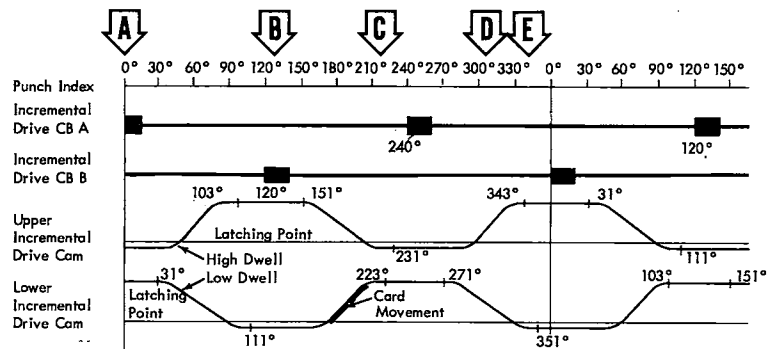 A B C D E
0° 30° 60° 90° 120° 150° 180° 210° 240° 270° 300° 330° 0° 30° 60° 90° 120° 150°
Punch Index
Incremental
Drive CB A
240° 120°
Incremental
Drive CB B
103° 120° 151° 343° 31°
Upper
Incremental
Drive Cam
Latching Point
231° 111°
High Dwell
Low Dwell
31° 223° 271° 103° 151°
Lower
Incremental
Drive Cam
Latching
Point
Card
Movement
111° 351°